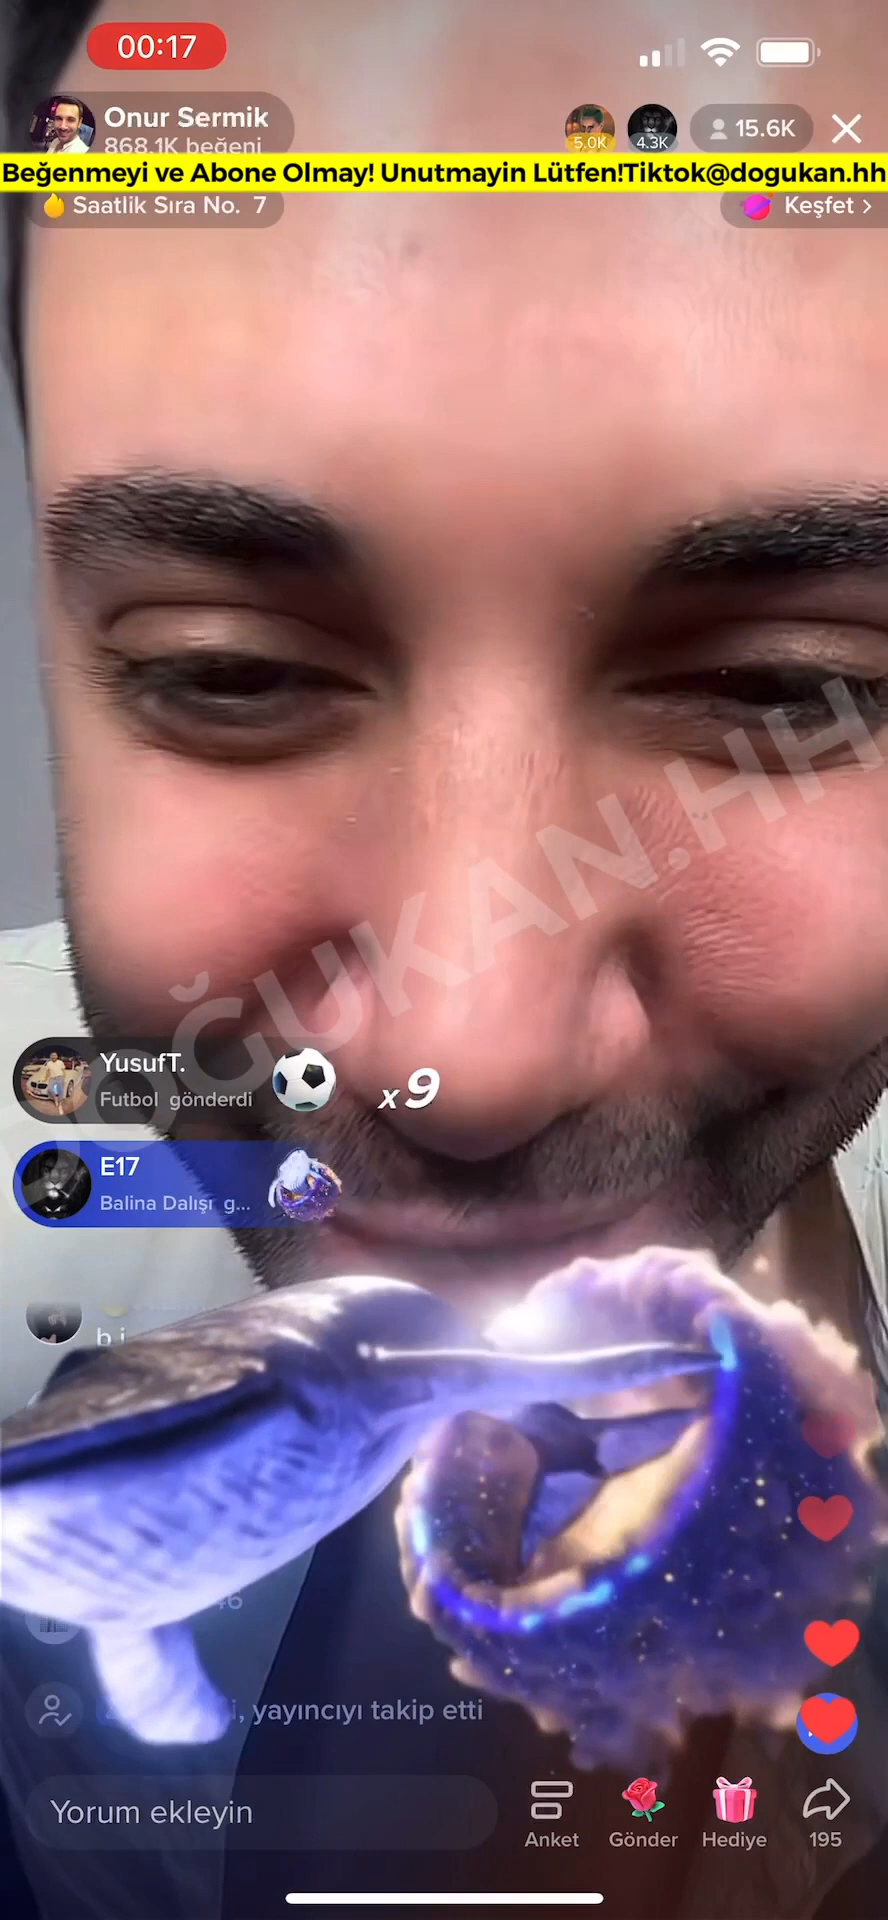 00:17
Onur Sermik
868.1K beğeni
5.0K
4.3K
15.6K
Beğenmeyi ve Abone Olmay! Unutmayin Lütfen!Tiktok@dogukan.hh
Saatlik Sıra No. 7
Keşfet >
DOĞUKAN.HH
YusufT.
Futbol gönderdi
x9
E17
Balina Dalışı g...
b i
, yayıncıyı takip etti
Yorum ekleyin
Anket
Gönder
Hediye
195